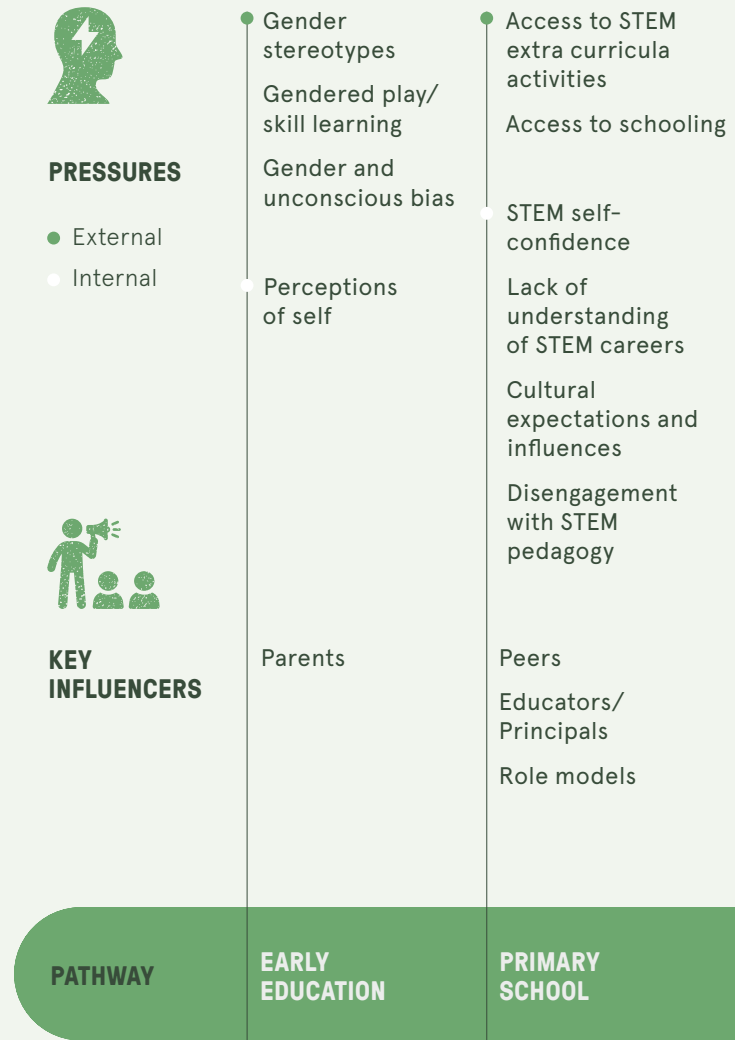 PRESSURES
External
Internal
Gender
stereotypes
Gendered play/
skill learning
Gender and
unconscious bias
Perceptions
of self
Access to STEM
extra curricula
activities
Access to schooling
STEM self-
confidence
Lack of
understanding
of STEM careers
Cultural
expectations and
influences
Disengagement
with STEM
pedagogy
KEY
INFLUENCERS
Parents
Peers
Educators/
Principals
Role models
PATHWAY
EARLY
EDUCATION
PRIMARY
SCHOOL